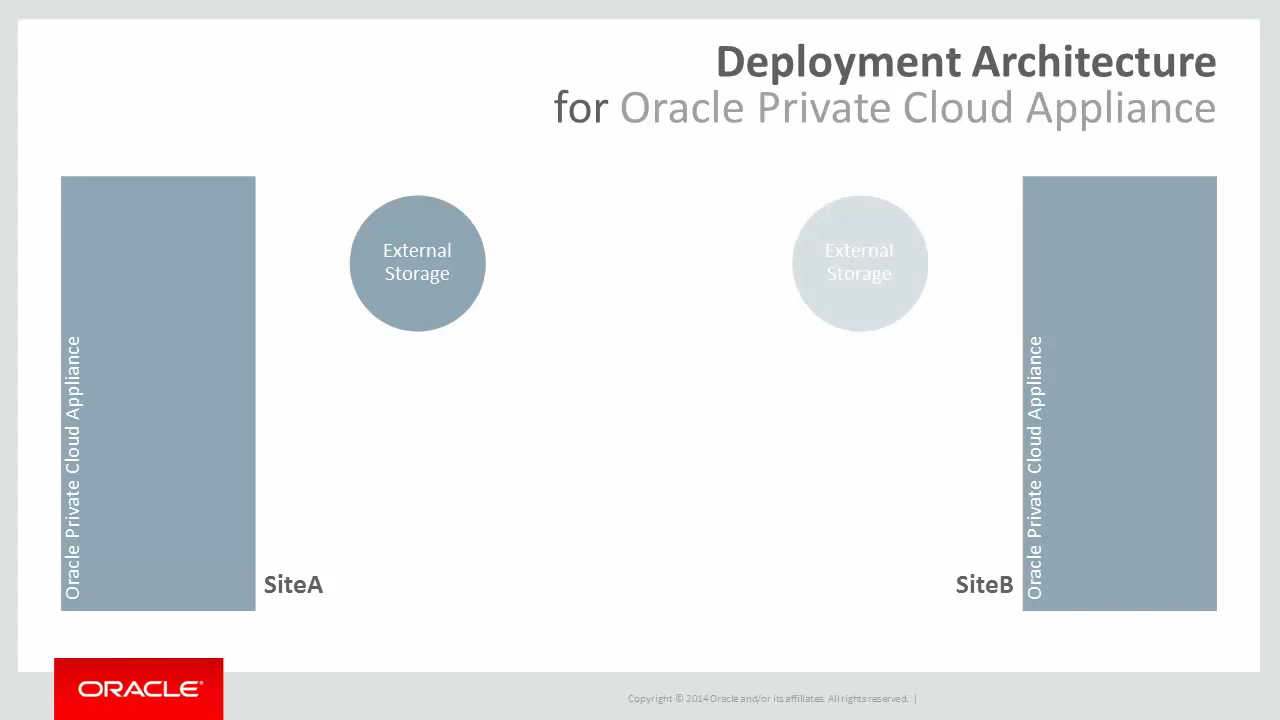 Deployment Architecture
for Oracle Private Cloud Appliance
External
Storage
External
Storage
Oracle Private Cloud Appliance
SiteA
SiteB
Oracle Private Cloud Appliance
ORACLE®
Copyright © 2014 Oracle and/or its affiliates. All rights reserved. |